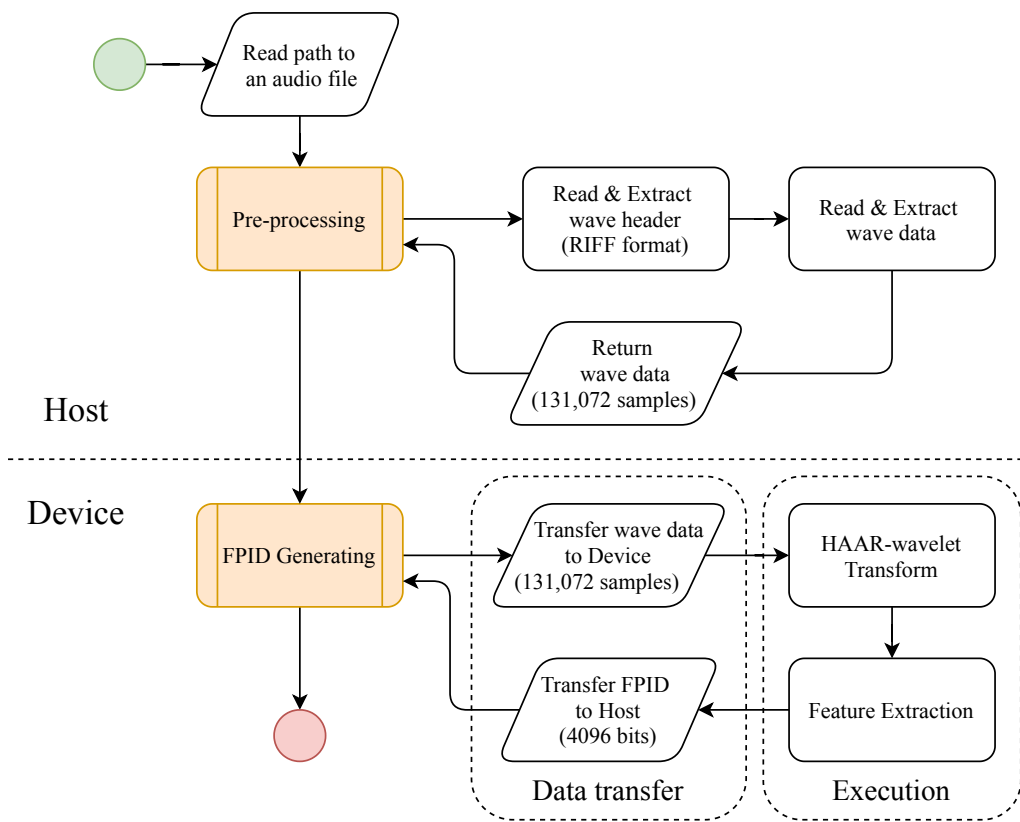 Read path to
an audio file
Pre-processing
Read & Extract
wave header
(RIFF format)
Read & Extract
wave data
Return
wave data
(131,072 samples)
Host
Device
FPID Generating
Transfer wave data
to Device
(131,072 samples)
HAAR-wavelet
Transform
Transfer FPID
to Host
(4096 bits)
Feature Extraction
Data transfer
Execution